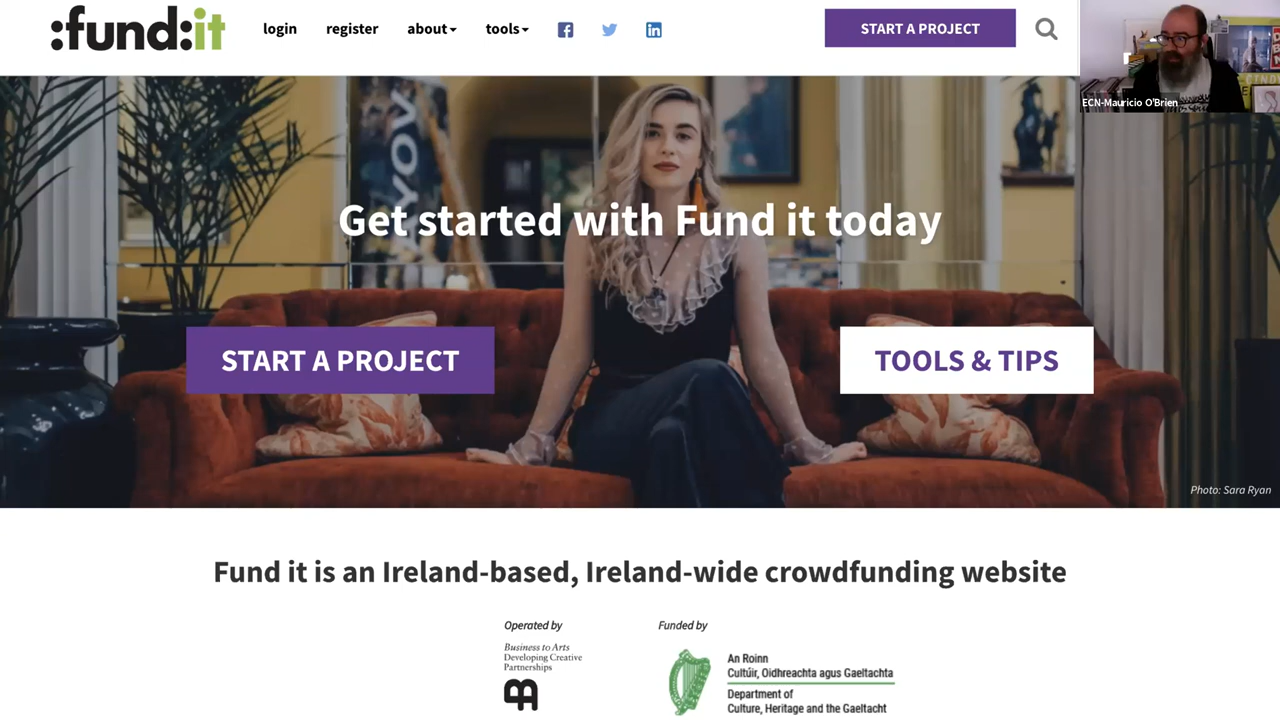 :fund:it
login
register
about
tools
START A PROJECT
ECN-Mauricio O'Brien
Get started with Fund it today
START A PROJECT
TOOLS & TIPS
Photo: Sara Ryan
Fund it is an Ireland-based, Ireland-wide crowdfunding website
Operated by
Business to Arts
Developing Creative
Partnerships
Funded by
An Roinn
Cultúir, Oidhreachta agus Gaeltachta
Department of
Culture, Heritage and the Gaeltacht